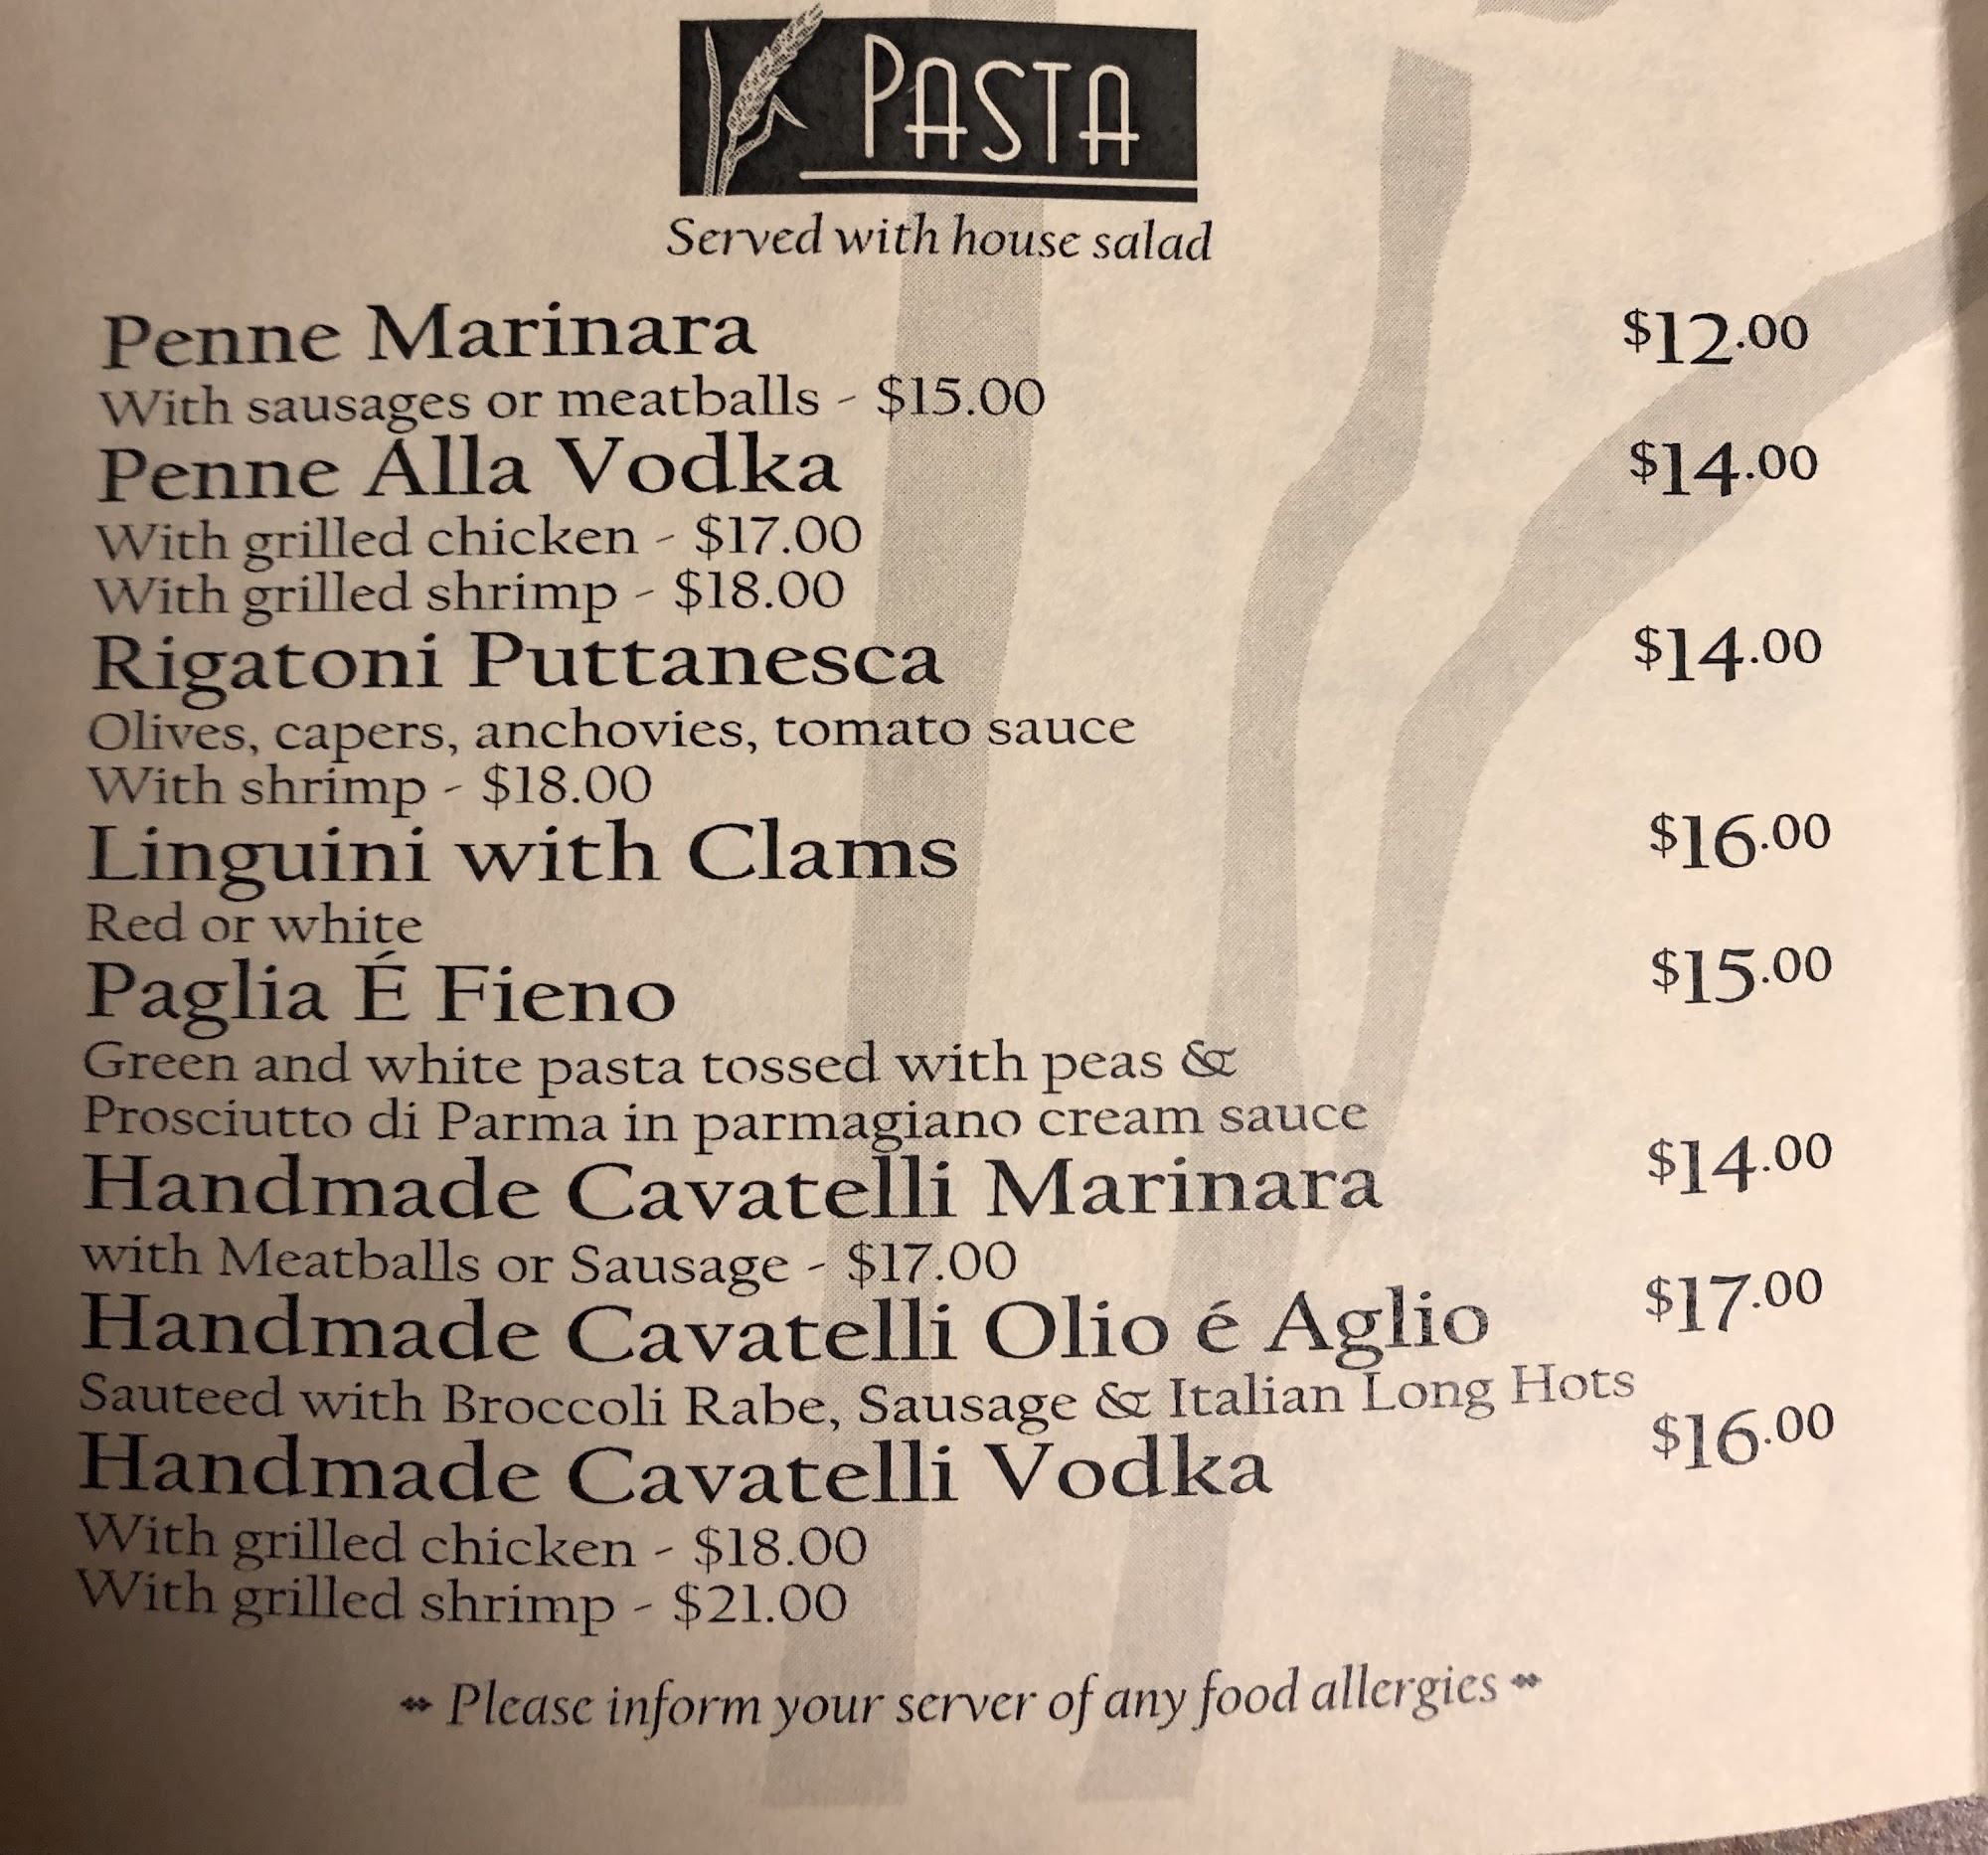 PASTA
Served with house salad
Penne Marinara $12.00
With sausages or meatballs - $15.00
Penne Alla Vodka $14.00
With grilled chicken - $17.00
With grilled shrimp - $18.00
Rigatoni Puttanesca $14.00
Olives, capers, anchovies, tomato sauce
With shrimp - $18.00
Linguini with Clams $16.00
Red or white
Paglia É Fieno $15.00
Green and white pasta tossed with peas &
Prosciutto di Parma in parmagiano cream sauce
Handmade Cavatelli Marinara $14.00
with Meatballs or Sausage - $17.00
Handmade Cavatelli Olio é Aglio $17.00
Sauteed with Broccoli Rabe, Sausage & Italian Long Hots
Handmade Cavatelli Vodka $16.00
With grilled chicken - $18.00
With grilled shrimp - $21.00
Please inform your server of any food allergies